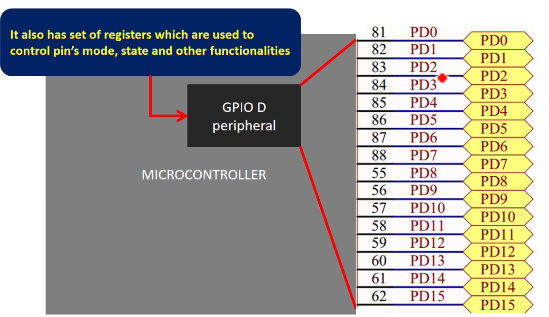 It also has set of registers which are used to
control pin's mode, state and other functionalities
GPIO D
peripheral
MICROCONTROLLER
81 PD0 PD0
82 PD1 PD1
83 PD2 PD2
84 PD3 PD3
85 PD4 PD4
86 PD5 PD5
87 PD6 PD6
88 PD7 PD7
55 PD8 PD8
56 PD9 PD9
57 PD10 PD10
58 PD11 PD11
59 PD12 PD12
60 PD13 PD13
61 PD14 PD14
62 PD15 PD15